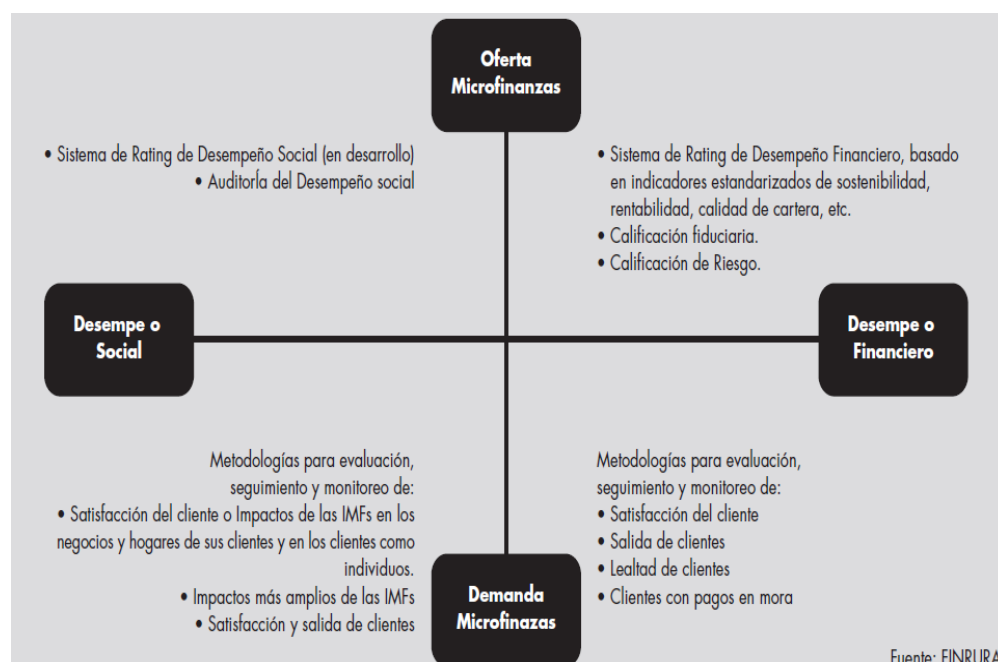 Oferta
Microfinanzas
• Sistema de Rating de Desempeño Social (en desarrollo)
• Auditoría del Desempeño social
• Sistema de Rating de Desempeño Financiero, basado
en indicadores estandarizados de sostenibilidad,
rentabilidad, calidad de cartera, etc.
• Calificación fiduciaria.
• Calificación de Riesgo.
Desempe o
Social
Desempe o
Financiero
Metodologías para evaluación,
seguimiento y monitoreo de:
• Satisfacción del cliente o Impactos de las IMFs en los
negocios y hogares de sus clientes y en los clientes como
individuos.
• Impactos más amplios de las IMFs
• Satisfacción y salida de clientes
Metodologías para evaluación,
seguimiento y monitoreo de:
• Satisfacción del cliente
• Salida de clientes
• Lealtad de clientes
• Clientes con pagos en mora
Demanda
Microfinazas
Fuente: FINRURA